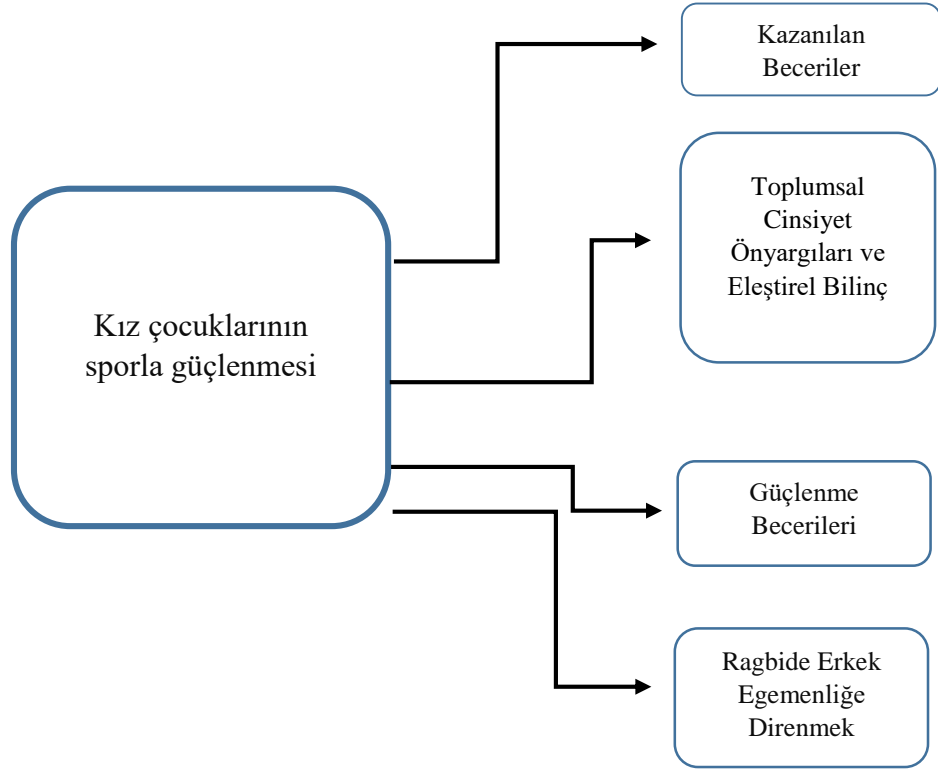 Kazanılan
Beceriler
Toplumsal
Cinsiyet
Önyargıları ve
Eleştirel Bilinç
Kız çocuklarının
sporla güçlenmesi
Güçlenme
Becerileri
Ragbide Erkek
Egemenliğe
Direnmek